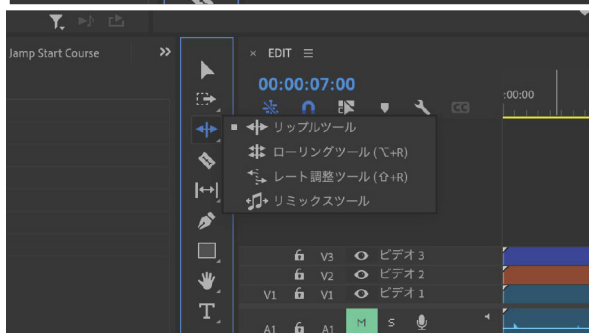 Jamp Start Course
× EDIT
00:00:07:00
:00:00
リップルツール
ローリングツール (⌥+R)
レート調整ツール (⇧+R)
リミックスツール
V3 ビデオ 3
V2 ビデオ 2
V1 V1 ビデオ 1
A1 A1 M S